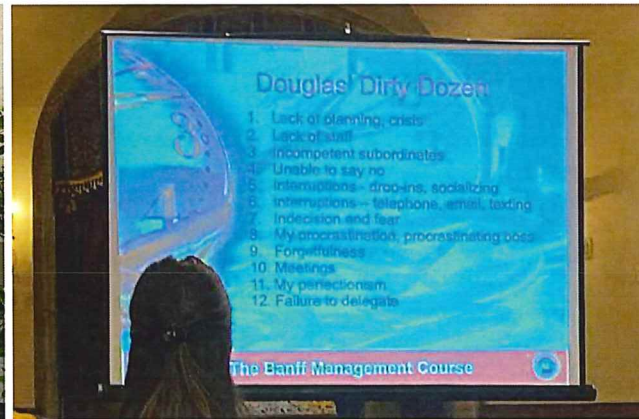 Douglas' Dirty Dozen
1. Lack of planning, crisis
2. Lack of staff
3. Incompetent subordinates
4. Unable to say no
5. Interruptions - drop-ins, socializing
6. Interruptions – telephone, email, texting
7. Indecision and fear
8. My procrastination, procrastinating boss
9. Forgetfulness
10. Meetings
11. My perfectionism
12. Failure to delegate
The Banff Management Course